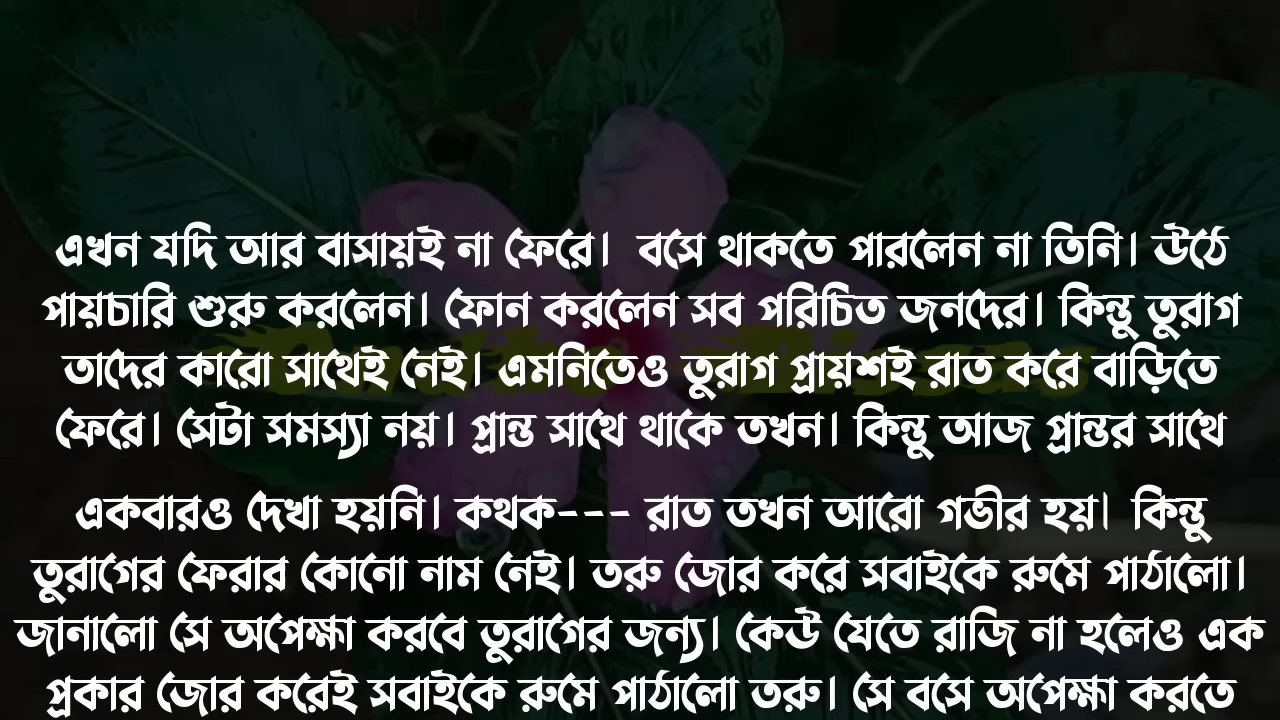 এখন যদি আর বাসায়ই না ফেরে। বসে থাকতে পারলেন না তিনি। উঠে
পায়চারি শুরু করলেন। ফোন করলেন সব পরিচিত জনদের। কিন্তু তুরাগ
তাদের কারো সাথেই নেই। এমনিতেও তুরাগ প্রায়শই রাত করে বাড়িতে
ফেরে। সেটা সমস্যা নয়। প্রান্ত সাথে থাকে তখন। কিন্তু আজ প্রান্তর সাথে
একবারও দেখা হয়নি। কথক--- রাত তখন আরো গভীর হয়। কিন্তু
তুরাগের ফেরার কোনো নাম নেই। তরু জোর করে সবাইকে রুমে পাঠালো।
জানালো সে অপেক্ষা করবে তুরাগের জন্য। কেউ যেতে রাজি না হলেও এক
প্রকার জোর করেই সবাইকে রুমে পাঠালো তরু। সে বসে অপেক্ষা করতে